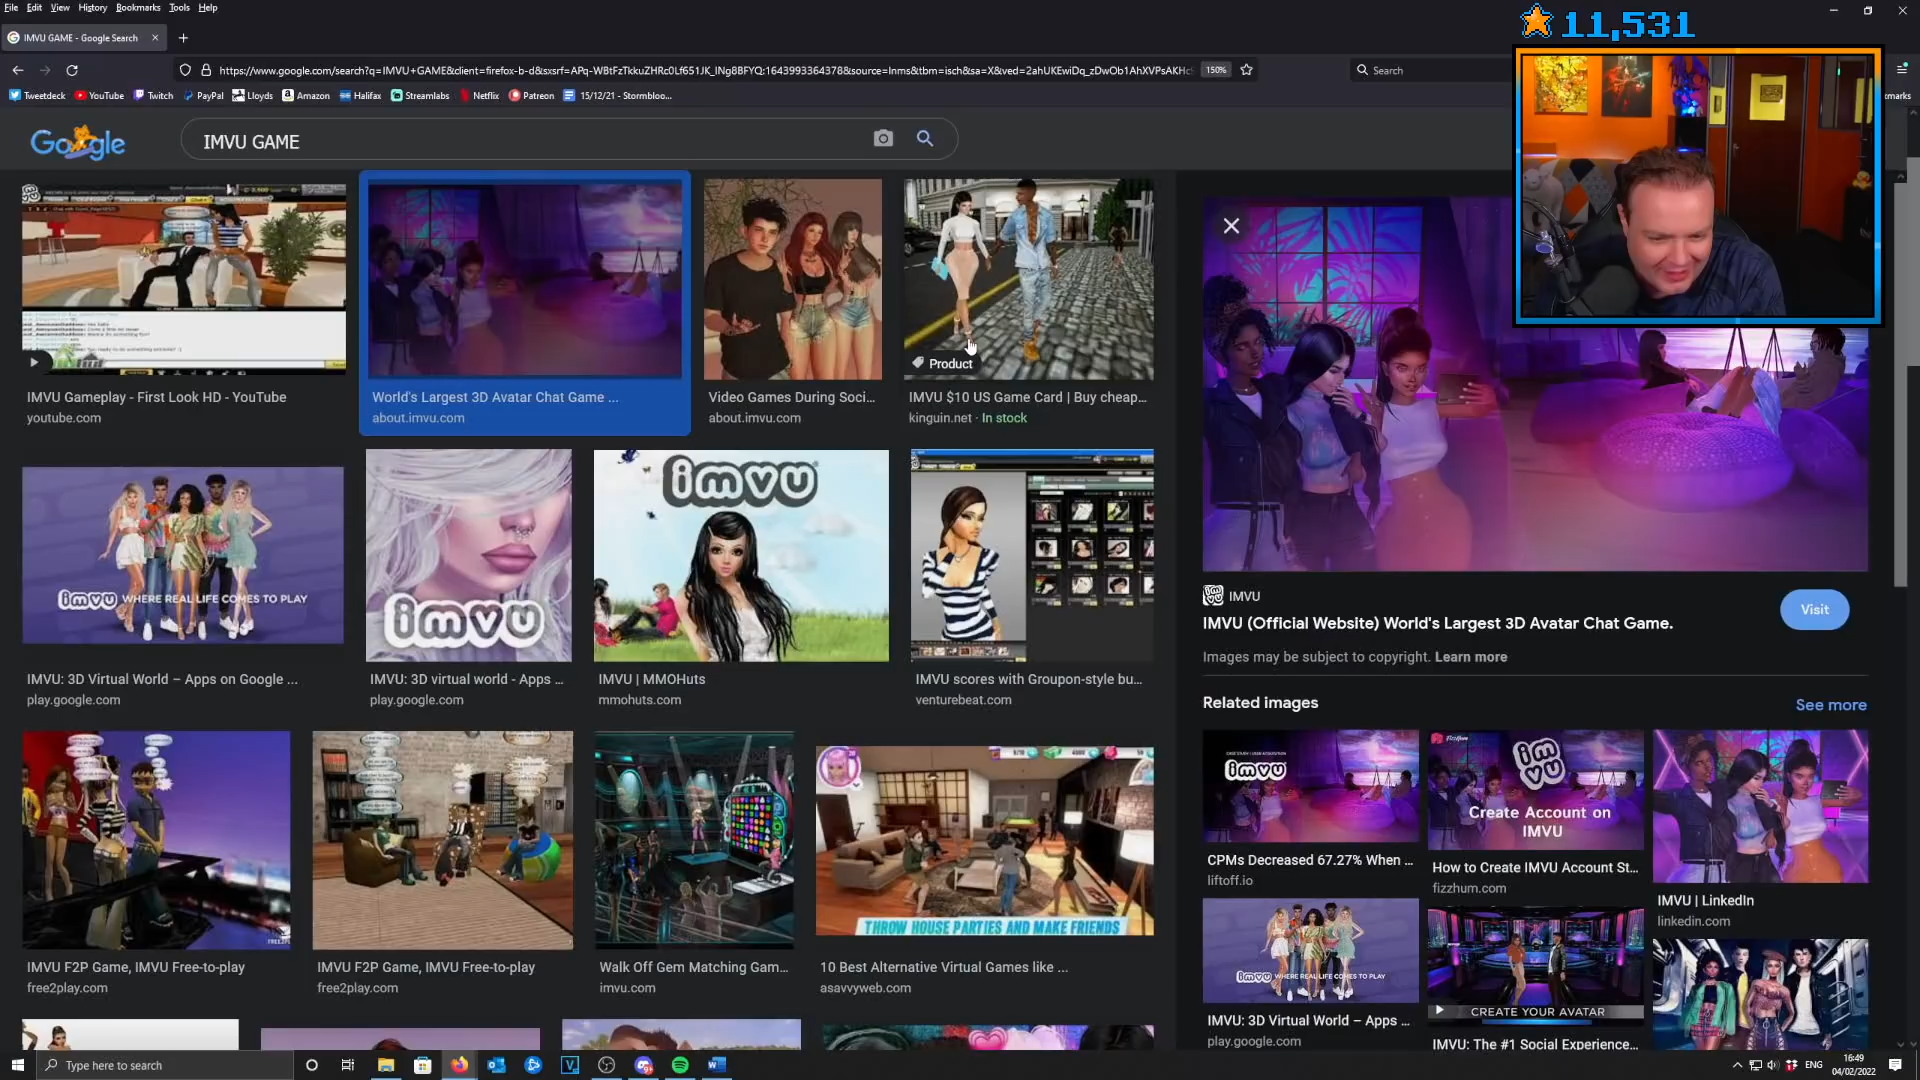 File Edit View History Bookmarks Tools Help
11,531
IMVU GAME - Google Search
150%
Search
Tweetdeck YouTube Twitch PayPal Lloyds Amazon Halifax Streamlabs Netflix Patreon 15/12/21 - Stormbloo...
Google
IMVU GAME
Product
IMVU Gameplay - First Look HD - YouTube
youtube.com
World's Largest 3D Avatar Chat Game ...
about.imvu.com
Video Games During Soci...
about.imvu.com
IMVU $10 US Game Card | Buy cheap...
kinguin.net · In stock
imvu WHERE REAL LIFE COMES TO PLAY
imvu
imvu
IMVU: 3D Virtual World – Apps on Google ...
play.google.com
IMVU: 3D virtual world - Apps ...
play.google.com
IMVU | MMOHuts
mmohuts.com
IMVU scores with Groupon-style bu...
venturebeat.com
THROW HOUSE PARTIES AND MAKE FRIENDS
IMVU F2P Game, IMVU Free-to-play
free2play.com
IMVU F2P Game, IMVU Free-to-play
free2play.com
Walk Off Gem Matching Gam...
imvu.com
10 Best Alternative Virtual Games like ...
asavvyweb.com
IMVU
IMVU (Official Website) World's Largest 3D Avatar Chat Game.
Visit
Images may be subject to copyright. Learn more
Related images
See more
imvu
imvu
Create Account on
IMVU
CPMs Decreased 67.27% When ...
liftoff.io
How to Create IMVU Account St...
fizzhum.com
IMVU | LinkedIn
linkedin.com
imvu WHERE REAL LIFE COMES TO PLAY
CREATE YOUR AVATAR
IMVU: 3D Virtual World – Apps ...
play.google.com
IMVU: The #1 Social Experience...
Type here to search
ENG
16:49
04/02/2022